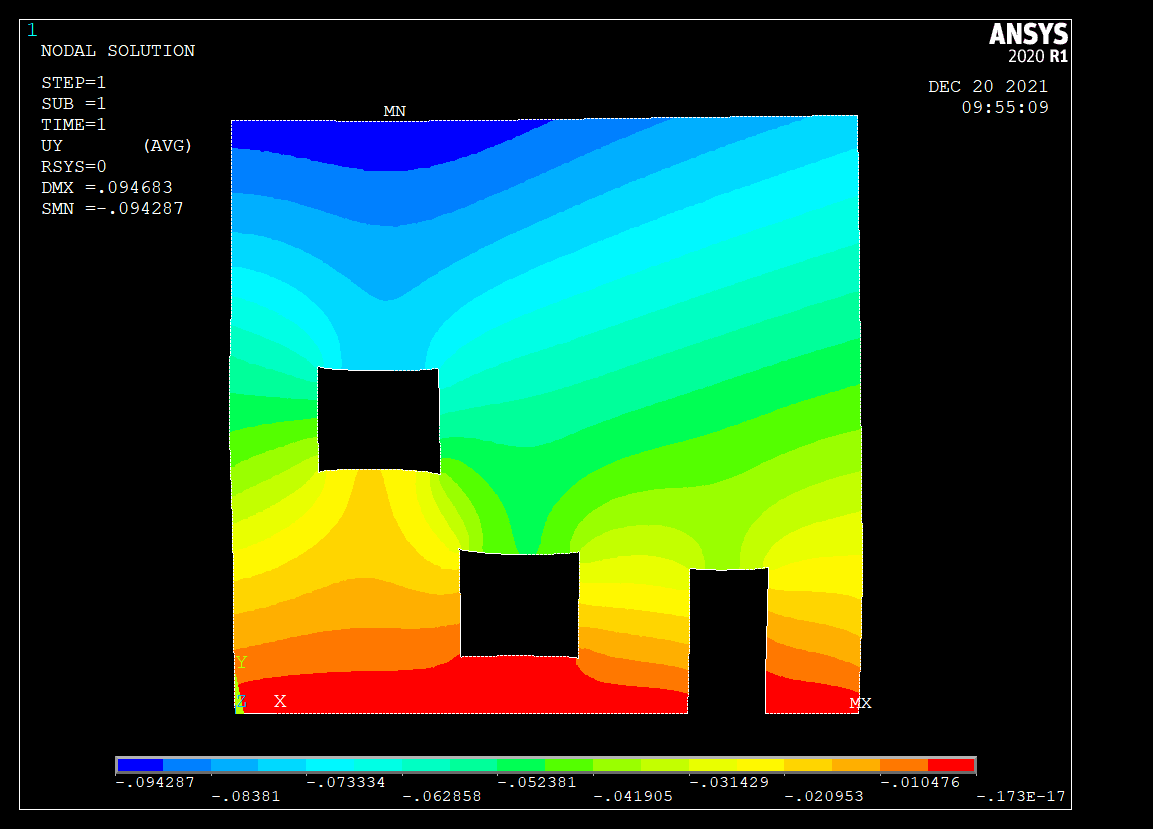 1
NODAL SOLUTION
STEP=1
SUB =1
TIME=1
UY (AVG)
RSYS=0
DMX =.094683
SMN =-.094287
ANSYS
2020 R1
DEC 20 2021
09:55:09
MN
Y
Z X
MX
-.094287 -.073334 -.052381 -.031429 -.010476
-.08381 -.062858 -.041905 -.020953 -.173E-17